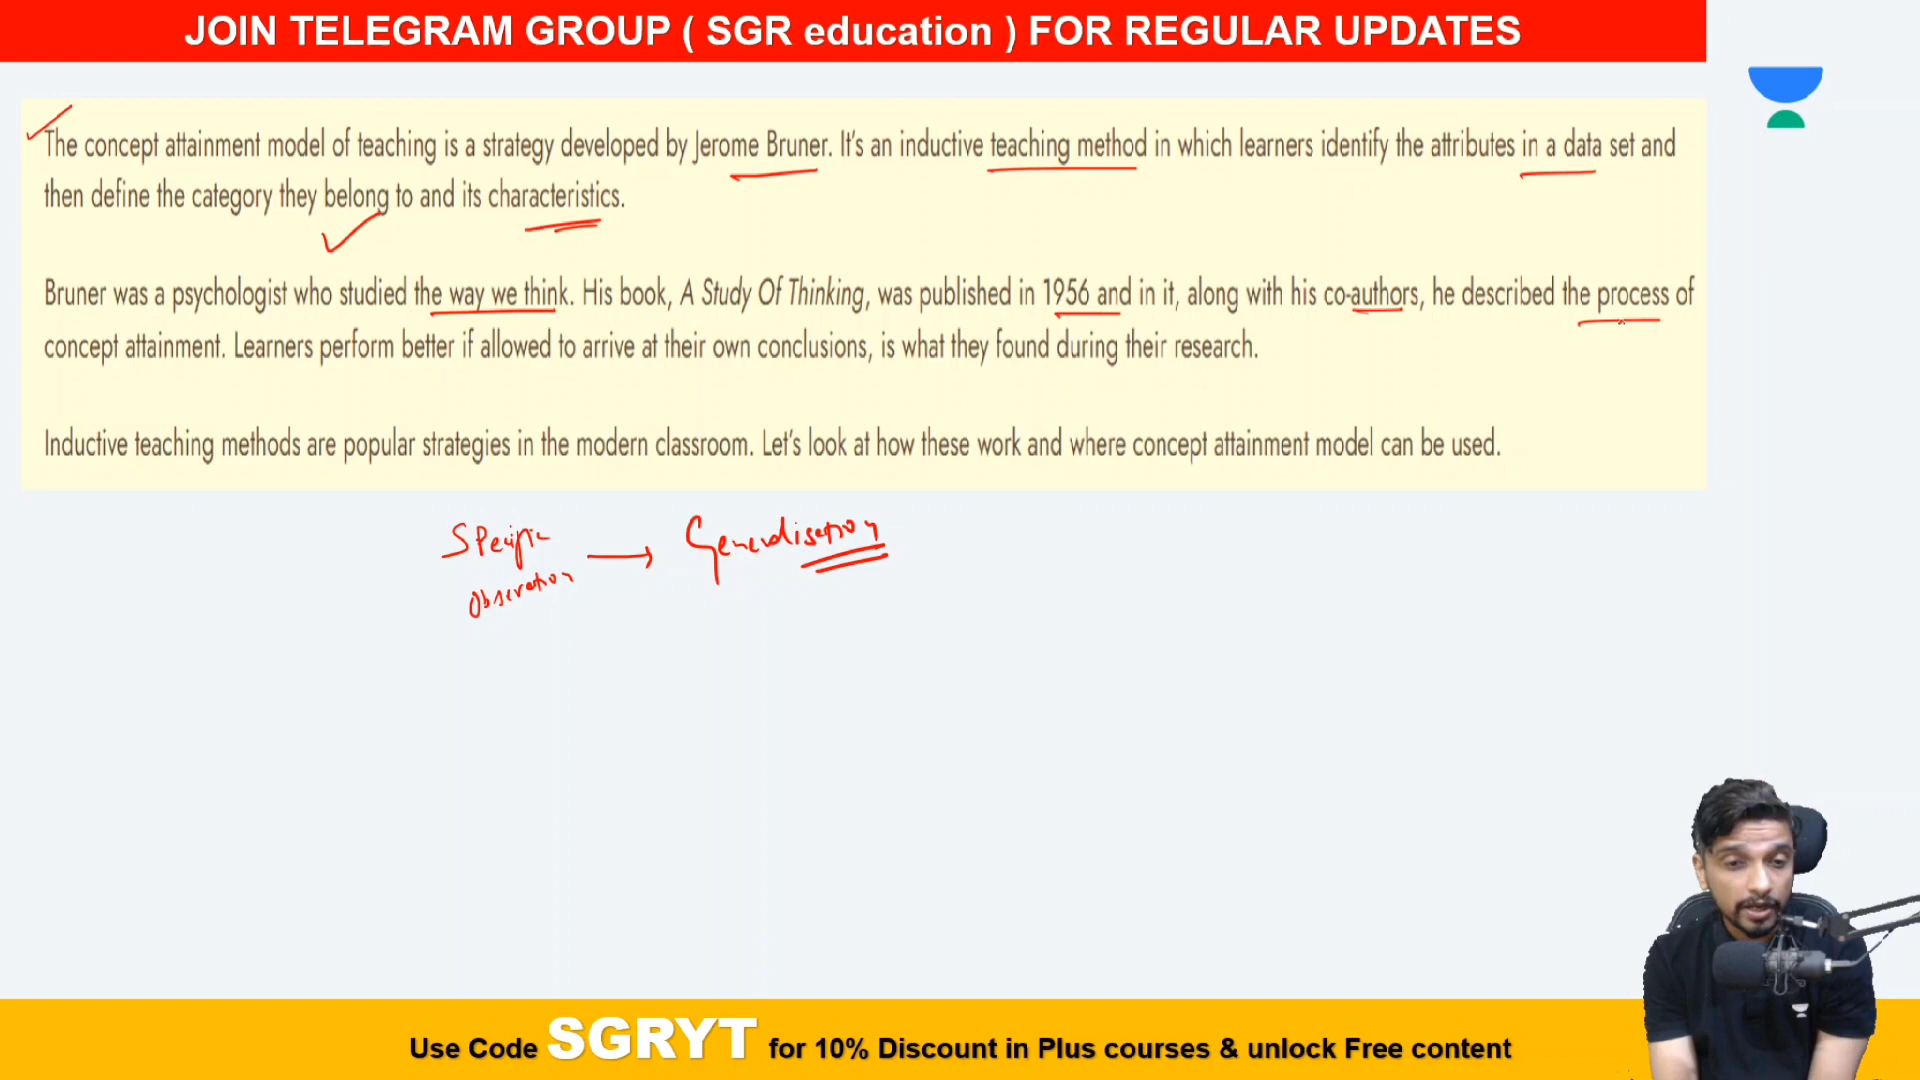 JOIN TELEGRAM GROUP ( SGR education ) FOR REGULAR UPDATES
The concept attainment model of teaching is a strategy developed by Jerome Bruner. It's an inductive teaching method in which learners identify the attributes in a data set and
then define the category they belong to and its characteristics.
Bruner was a psychologist who studied the way we think. His book, A Study Of Thinking, was published in 1956 and in it, along with his co-authors, he described the process of
concept attainment. Learners perform better if allowed to arrive at their own conclusions, is what they found during their research.
Inductive teaching methods are popular strategies in the modern classroom. Let's look at how these work and where concept attainment model can be used.
Specific → Generalisation
Observation
Use Code SGRYT for 10% Discount in Plus courses & unlock Free content